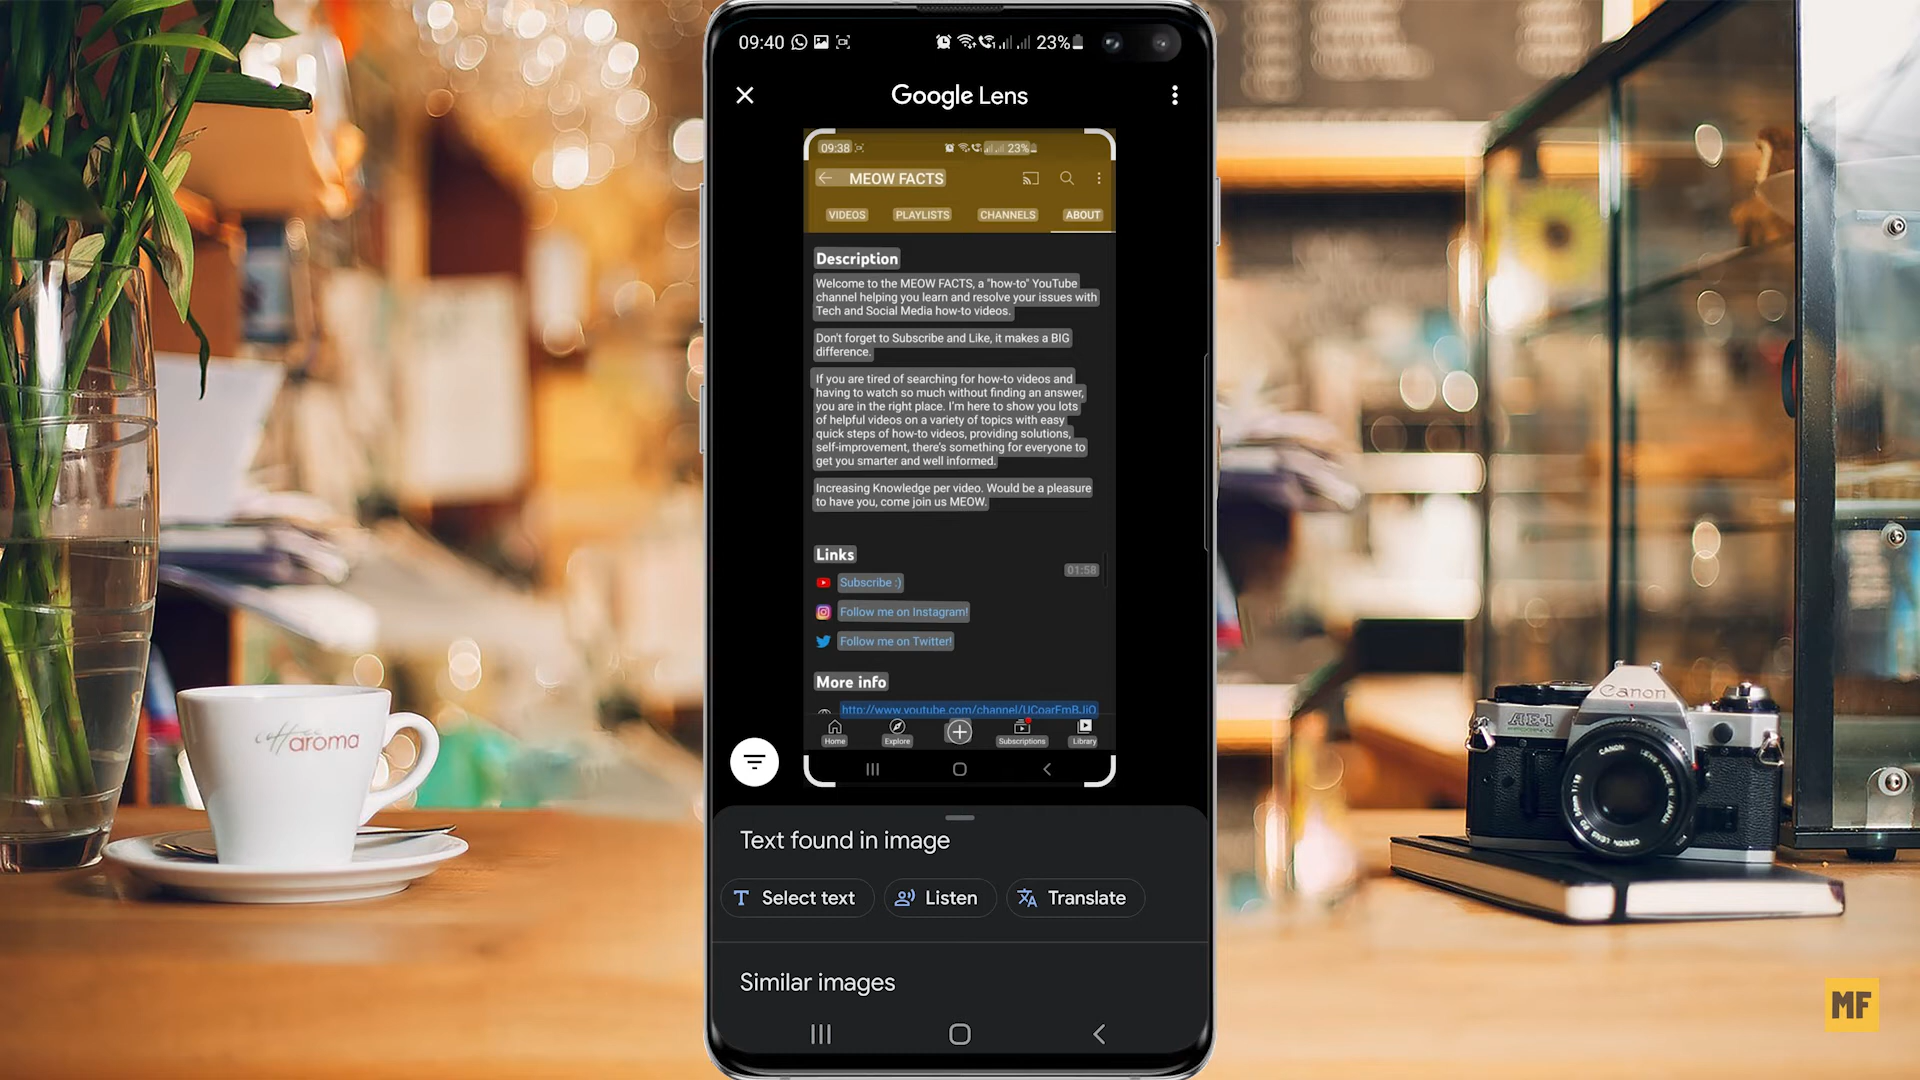 09:40 23%
Google Lens
09:38 23%
MEOW FACTS
VIDEOS PLAYLISTS CHANNELS ABOUT
Description
Welcome to the MEOW FACTS, a "how-to" YouTube
channel helping you learn and resolve your issues with
Tech and Social Media how-to videos.
Don't forget to Subscribe and Like, it makes a BIG
difference.
If you are tired of searching for how-to videos and
having to watch so much without finding an answer,
you are in the right place. I'm here to show you lots
of helpful videos on a variety of topics with easy
quick steps of how-to videos, providing solutions,
self-improvement, there's something for everyone to
get you smarter and well informed.
Increasing Knowledge per video. Would be a pleasure
to have you, come join us MEOW.
Links
01:58
Subscribe :)
Follow me on Instagram!
Follow me on Twitter!
More info
Home Explore Subscriptions Library
Text found in image
Select text Listen Translate
Similar images
caffe aroma
Canon
AE-1
MF